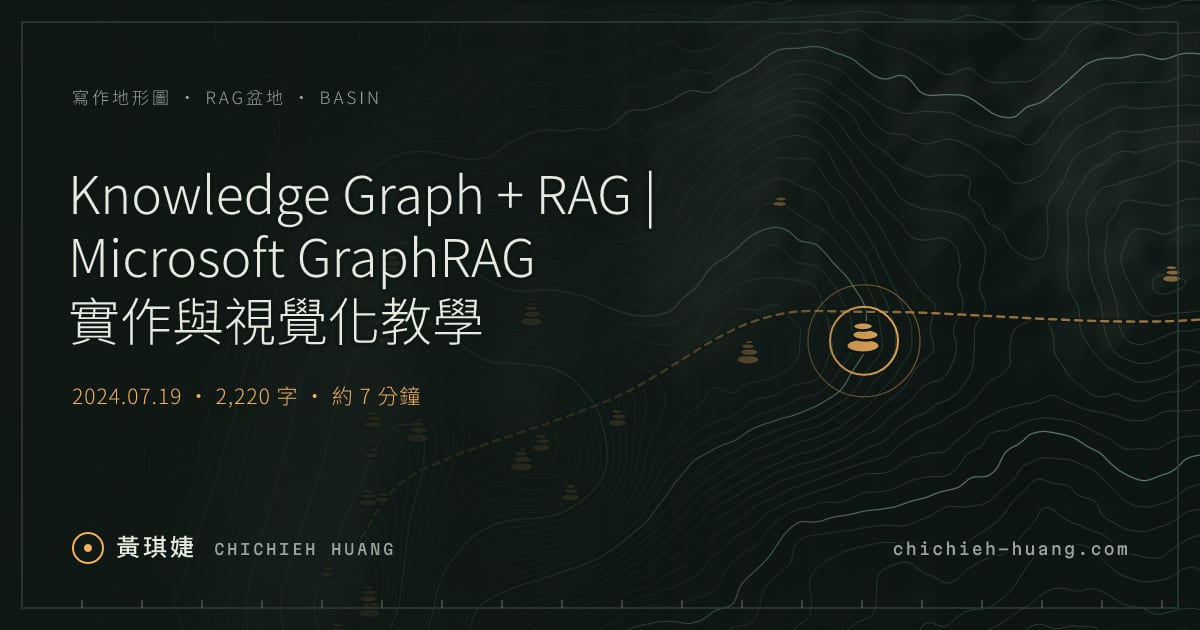 寫作地形圖 · RAG盆地 · BASIN
Knowledge Graph + RAG |
Microsoft GraphRAG
實作與視覺化教學
2024.07.19 · 2,220 字 · 約 7 分鐘
黃琪婕 CHICHIEH HUANG
chichieh-huang.com